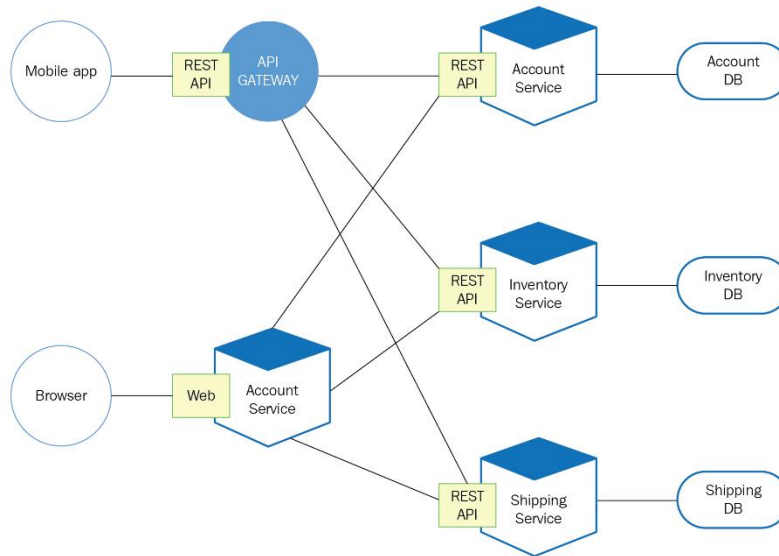 Mobile app
REST
API
API
GATEWAY
REST
API
Account
Service
Account
DB
REST
API
Inventory
Service
Inventory
DB
Browser
Web
Account
Service
REST
API
Shipping
Service
Shipping
DB